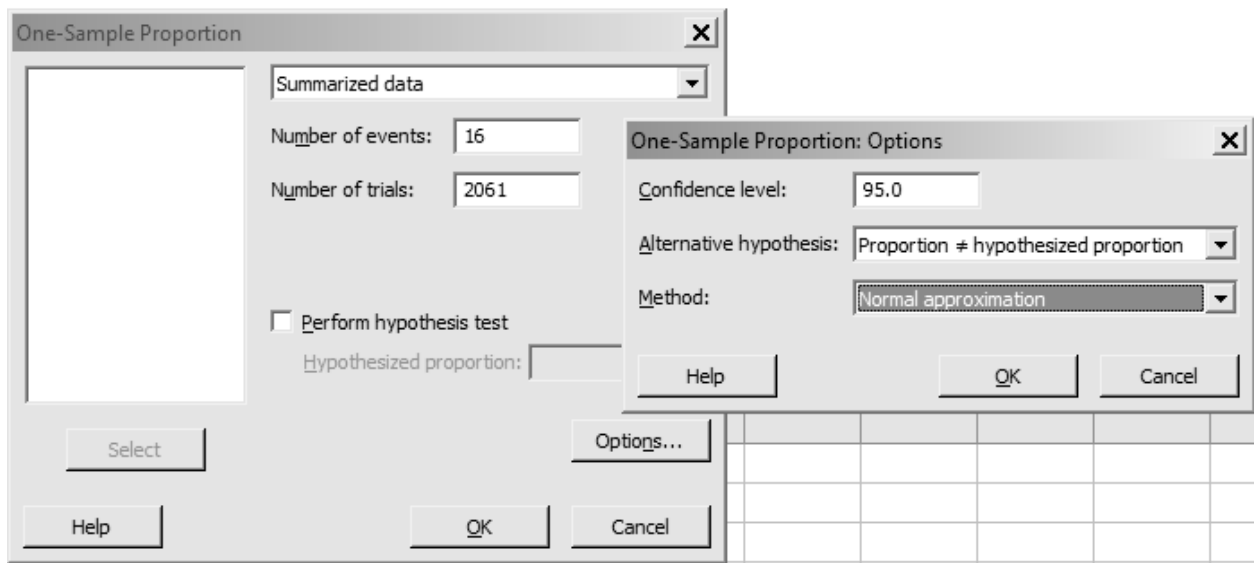 One-Sample Proportion
Summarized data
Number of events: 16
Number of trials: 2061
Perform hypothesis test
Hypothesized proportion:
Select
Options...
Help
OK
Cancel
One-Sample Proportion: Options
Confidence level: 95.0
Alternative hypothesis: Proportion ≠ hypothesized proportion
Method: Normal approximation
Help
OK
Cancel